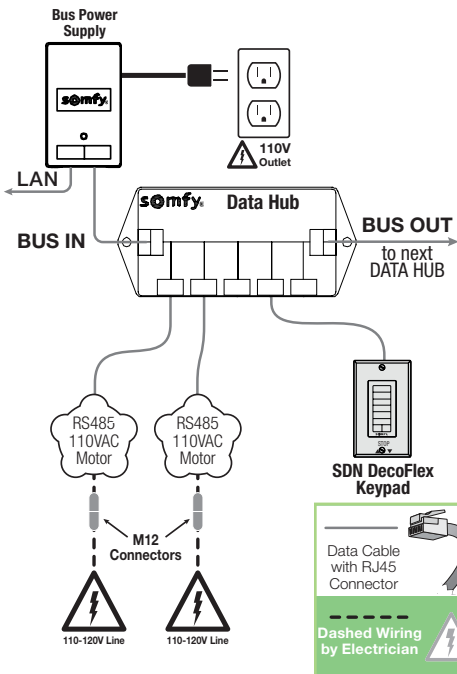 Bus Power
Supply
somfy.
110V
Outlet
LAN
somfy®
Data Hub
BUS IN
BUS OUT
to next
DATA HUB
RS485
110VAC
Motor
RS485
110VAC
Motor
STOP
SDN DecoFlex
Keypad
M12
Connectors
110-120V Line
110-120V Line
Data Cable
with RJ45
Connector
Dashed Wiring
by Electrician